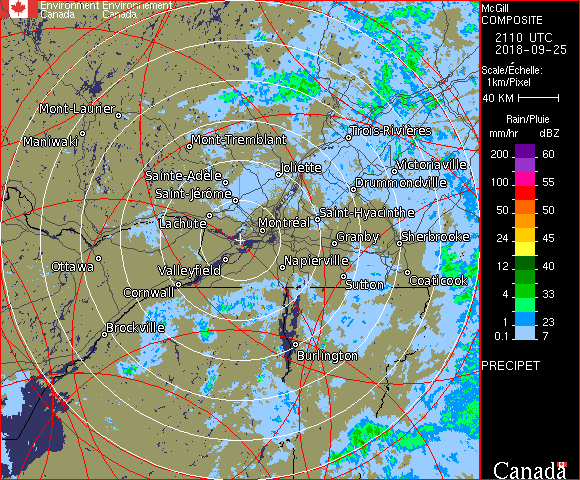 Environment Environnement
Canada Canada
McGill
COMPOSITE
2110 UTC
2018-09-25
Scale/Échelle:
1km/Pixel
40 KM
Rain/Pluie
mm/hr dBZ
200 60
160 57
100 55
50 50
24 45
12 40
4 33
1 23
0.1 7
PRECIPET
Canada
Mont-Laurier
Maniwaki
Mont-Tremblant
Trois-Rivières
Joliette
Sainte-Adèle
Victoriaville
Saint-Jérôme
Drummondville
Lachute
Saint-Hyacinthe
Montréal
Granby
Sherbrooke
Ottawa
Valleyfield
Napierville
Sutton
Coaticook
Cornwall
Brockville
Burlington